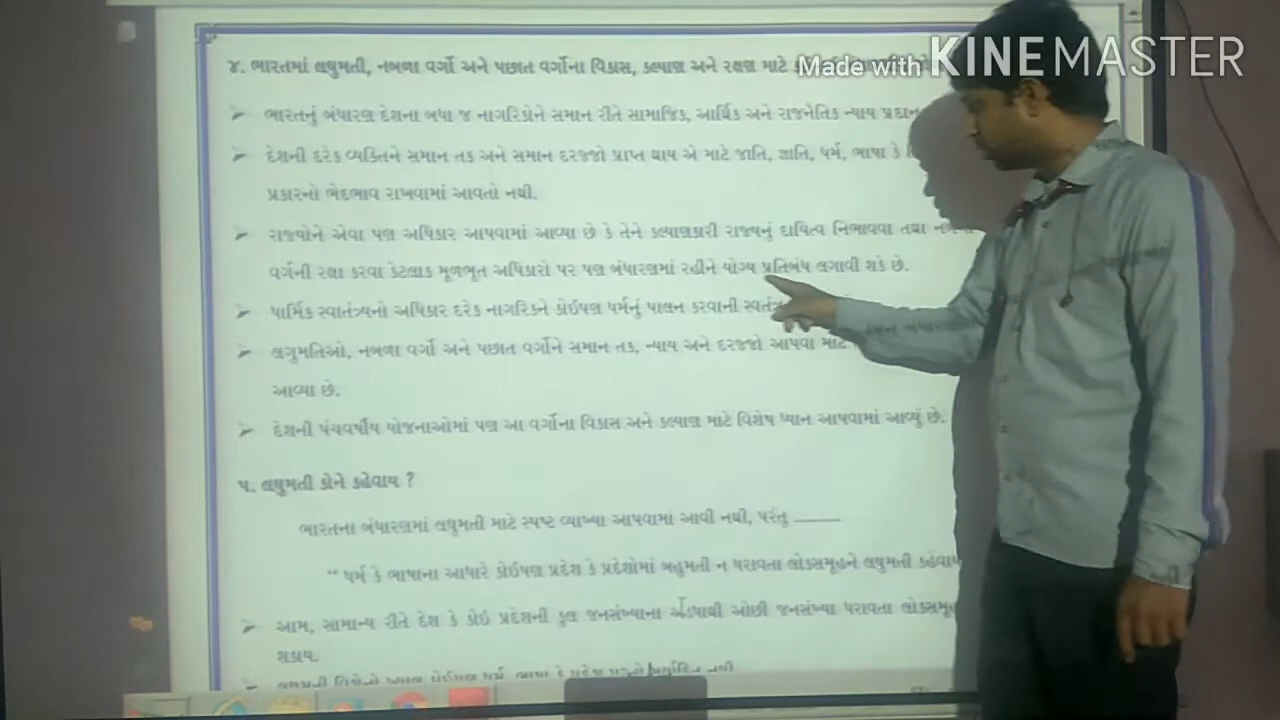 Made with KINEMASTER
૪. ભારતમાં લઘુમતી, નબળા વર્ગો અને પછાત વર્ગોના વિકાસ, કલ્યાણ અને રક્ષણ માટે
➢ ભારતનું બંધારણ દેશના બધા જ નાગરિકોને સમાન રીતે સામાજિક, આર્થિક અને રાજનૈતિક ન્યાય પ્રદાન
➢ દેશની દરેક વ્યક્તિને સમાન તક અને સમાન દરજ્જો પ્રાપ્ત થાય એ માટે જાતિ, જ્ઞાતિ, ધર્મ, ભાષા કે
પ્રકારનો ભેદભાવ રાખવામાં આવતો નથી.
➢ રાજ્યોને એવા પણ અધિકાર આપવામાં આવ્યા છે કે તેને કલ્યાણકારી રાજ્યનું દાયિત્વ નિભાવવા તથા
વર્ગની રક્ષા કરવા કેટલાક મૂળભૂત અધિકારો પર પણ બંધારણમાં રહીને યોગ્ય પ્રતિબંધ લગાવી શકે છે.
➢ ધાર્મિક સ્વાતંત્ર્યનો અધિકાર દરેક નાગરિકને કોઈપણ ધર્મનું પાલન કરવાની
➢ લઘુમતિઓ, નબળા વર્ગો અને પછાત વર્ગોને સમાન તક, ન્યાય અને દરજ્જો આપવા માટે
આવ્યા છે.
➢ દેશની પંચવર્ષીય યોજનાઓમાં પણ આ વર્ગોના વિકાસ અને કલ્યાણ માટે વિશેષ ધ્યાન આપવામાં આવ્યું છે.
૫. લઘુમતી કોને કહેવાય ?
ભારતના બંધારણમાં લઘુમતી માટે સ્પષ્ટ વ્યાખ્યા આપવામાં આવી નથી, પરંતુ ..........
“ ધર્મ કે ભાષાના આધારે કોઈપણ પ્રદેશ કે પ્રદેશોમાં બહુમતી ન ધરાવતા લોકસમૂહને લઘુમતી કહેવાય
➢ આમ, સામાન્ય રીતે દેશ કે કોઇ પ્રદેશની કુલ જનસંખ્યાના અડધાથી ઓછી જનસંખ્યા ધરાવતા
શકાય.